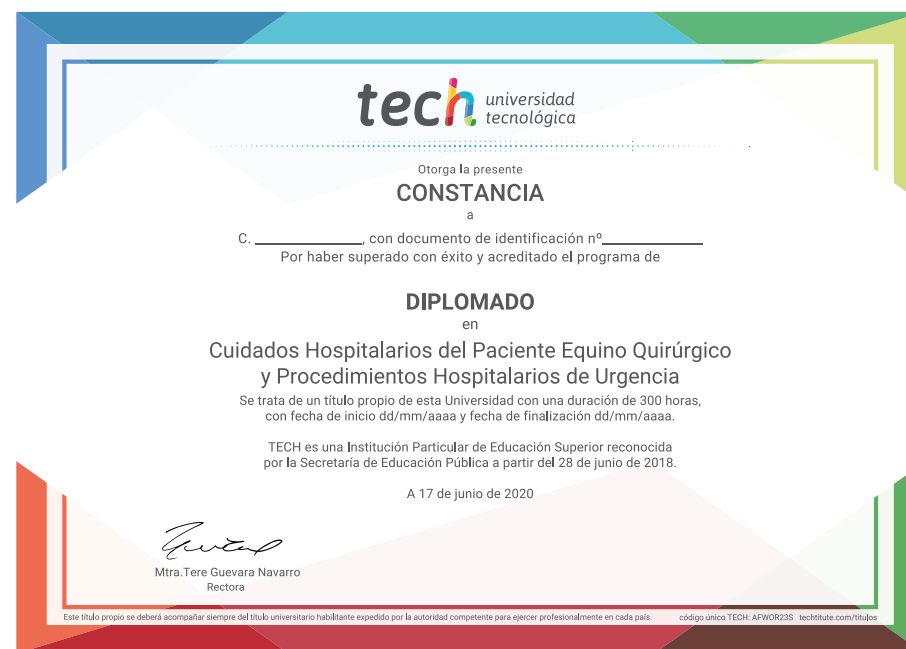 tech universidad
tecnológica
Otorga la presente
CONSTANCIA
a
C. ____________, con documento de identificación nº____________
Por haber superado con éxito y acreditado el programa de
DIPLOMADO
en
Cuidados Hospitalarios del Paciente Equino Quirúrgico
y Procedimientos Hospitalarios de Urgencia
Se trata de un título propio de esta Universidad con una duración de 300 horas,
con fecha de inicio dd/mm/aaaa y fecha de finalización dd/mm/aaaa.
TECH es una Institución Particular de Educación Superior reconocida
por la Secretaría de Educación Pública a partir del 28 de junio de 2018.
A 17 de junio de 2020
Mtra.Tere Guevara Navarro
Rectora
Este título propio se deberá acompañar siempre del título universitario habilitante expedido por la autoridad competente para ejercer profesionalmente en cada país. código único TECH: AFWOR23S techtitute.com/titulos